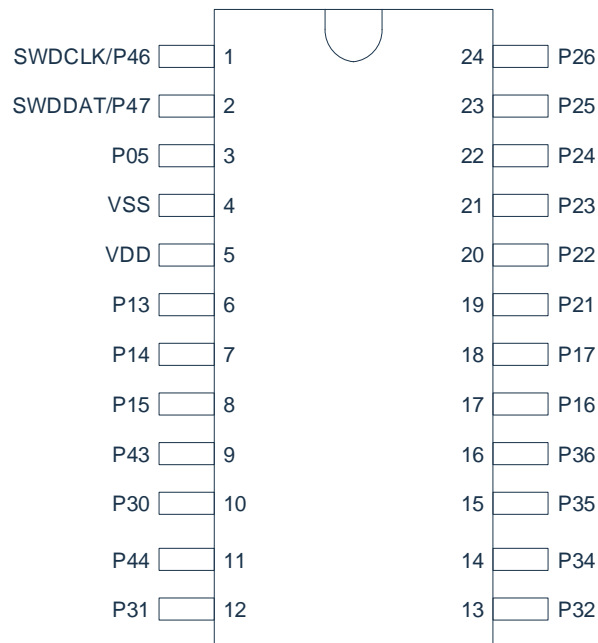 SWDCLK/P46 1 24 P26
SWDDAT/P47 2 23 P25
P05 3 22 P24
VSS 4 21 P23
VDD 5 20 P22
P13 6 19 P21
P14 7 18 P17
P15 8 17 P16
P43 9 16 P36
P30 10 15 P35
P44 11 14 P34
P31 12 13 P32